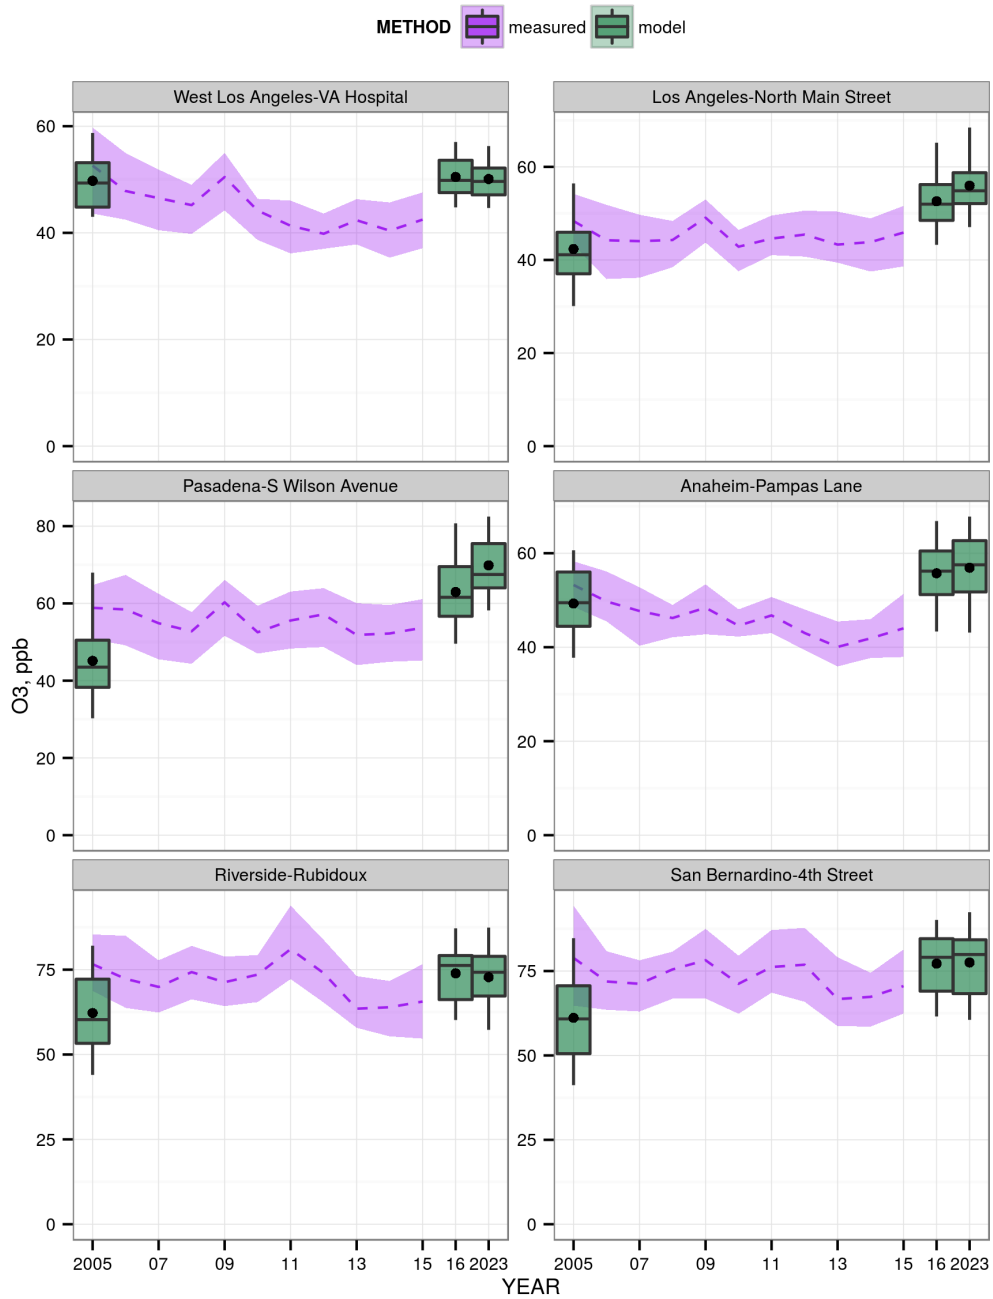 METHOD measured model
West Los Angeles-VA Hospital
Los Angeles-North Main Street
60
40
20
0
60
40
20
0
Pasadena-S Wilson Avenue
Anaheim-Pampas Lane
80
60
40
20
0
60
40
20
0
O3, ppb
Riverside-Rubidoux
San Bernardino-4th Street
75
50
25
0
75
50
25
0
2005 07 09 11 13 15 16 2023
2005 07 09 11 13 15 16 2023
YEAR